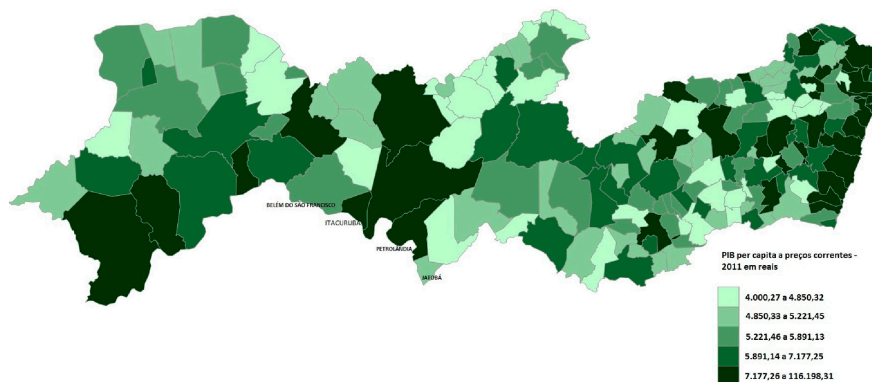 BELÉM DO SÃO FRANCISCO
ITACURUBA
PETROLÂNDIA
JATOBÁ
PIB per capita a preços correntes -
2011 em reais
4.000,27 a 4.850,32
4.850,33 a 5.221,45
5.221,46 a 5.891,13
5.891,14 a 7.177,25
7.177,26 a 116.198,31